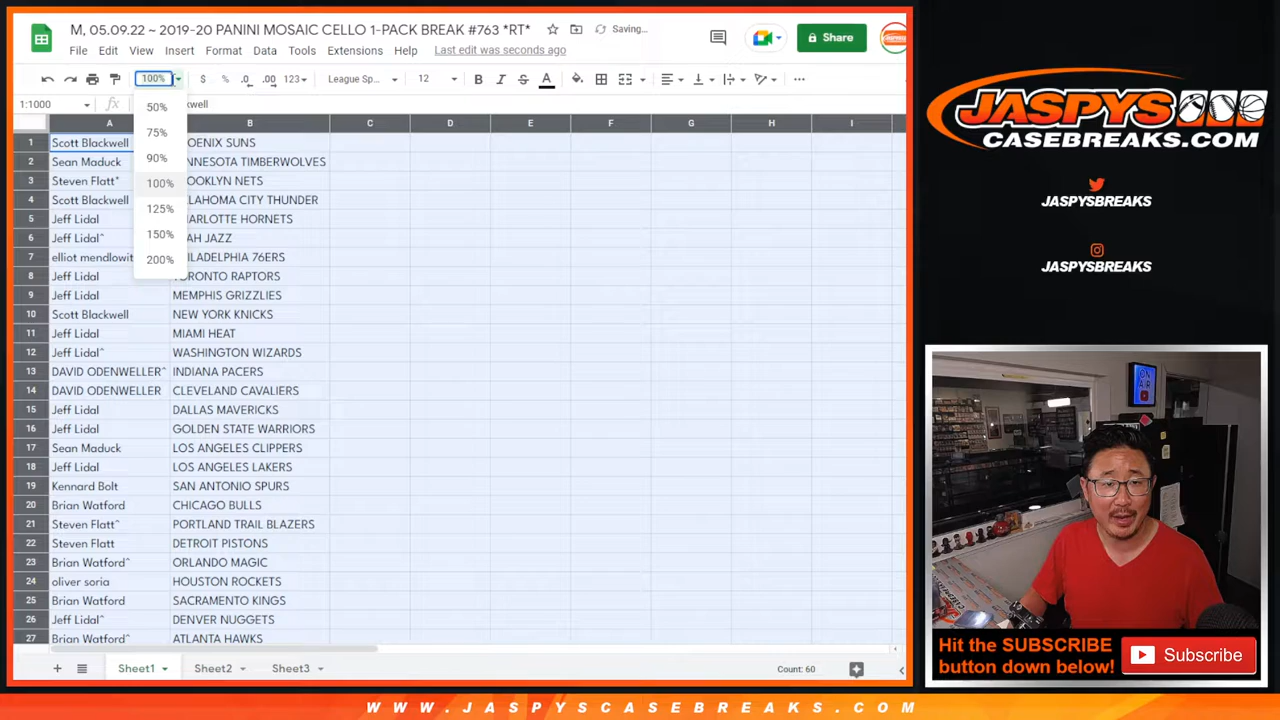 M, 05.09.22 ~ 2019-20 PANINI MOSAIC CELLO 1-PACK BREAK #763 *RT*
Saving...
File Edit View Insert Format Data Tools Extensions Help Last edit was seconds ago
Share
100% $ % .0 .00 123 League Sp... 12 B I S A
1:1000 fx
50%
75%
90%
100%
125%
150%
200%
A B C D E F G H I
1 Scott Blackwell
2 Sean Maduck NNESOTA TIMBERWOLVES
3 Steven Flatt* OOKLYN NETS
4 Scott Blackwell LAHOMA CITY THUNDER
5 Jeff Lidal ARLOTTE HORNETS
6 Jeff Lidal^ AH JAZZ
7 elliot mendlowit ILADELPHIA 76ERS
8 Jeff Lidal RONTO RAPTORS
9 Jeff Lidal MEMPHIS GRIZZLIES
10 Scott Blackwell NEW YORK KNICKS
11 Jeff Lidal MIAMI HEAT
12 Jeff Lidal^ WASHINGTON WIZARDS
13 DAVID ODENWELLER^ INDIANA PACERS
14 DAVID ODENWELLER CLEVELAND CAVALIERS
15 Jeff Lidal DALLAS MAVERICKS
16 Jeff Lidal GOLDEN STATE WARRIORS
17 Sean Maduck LOS ANGELES CLIPPERS
18 Jeff Lidal LOS ANGELES LAKERS
19 Kennard Bolt SAN ANTONIO SPURS
20 Brian Watford CHICAGO BULLS
21 Steven Flatt^ PORTLAND TRAIL BLAZERS
22 Steven Flatt DETROIT PISTONS
23 Brian Watford^ ORLANDO MAGIC
24 oliver soria HOUSTON ROCKETS
25 Brian Watford SACRAMENTO KINGS
26 Jeff Lidal^ DENVER NUGGETS
27 Brian Watford^ ATLANTA HAWKS
Sheet1 Sheet2 Sheet3 Count: 60
JASPYS
CASEBREAKS.COM
JASPYSBREAKS
JASPYSBREAKS
ON
AIR
Hit the SUBSCRIBE
button down below!
Subscribe
WWW.JASPYSCASEBREAKS.COM